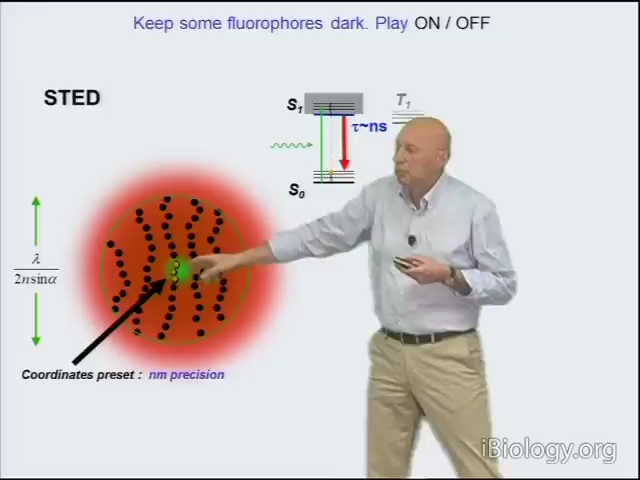 Keep some fluorophores dark. Play ON / OFF
STED
S1
T1
τ~ns
S0
λ
2nsinα
Coordinates preset : nm precision
iBiology.org